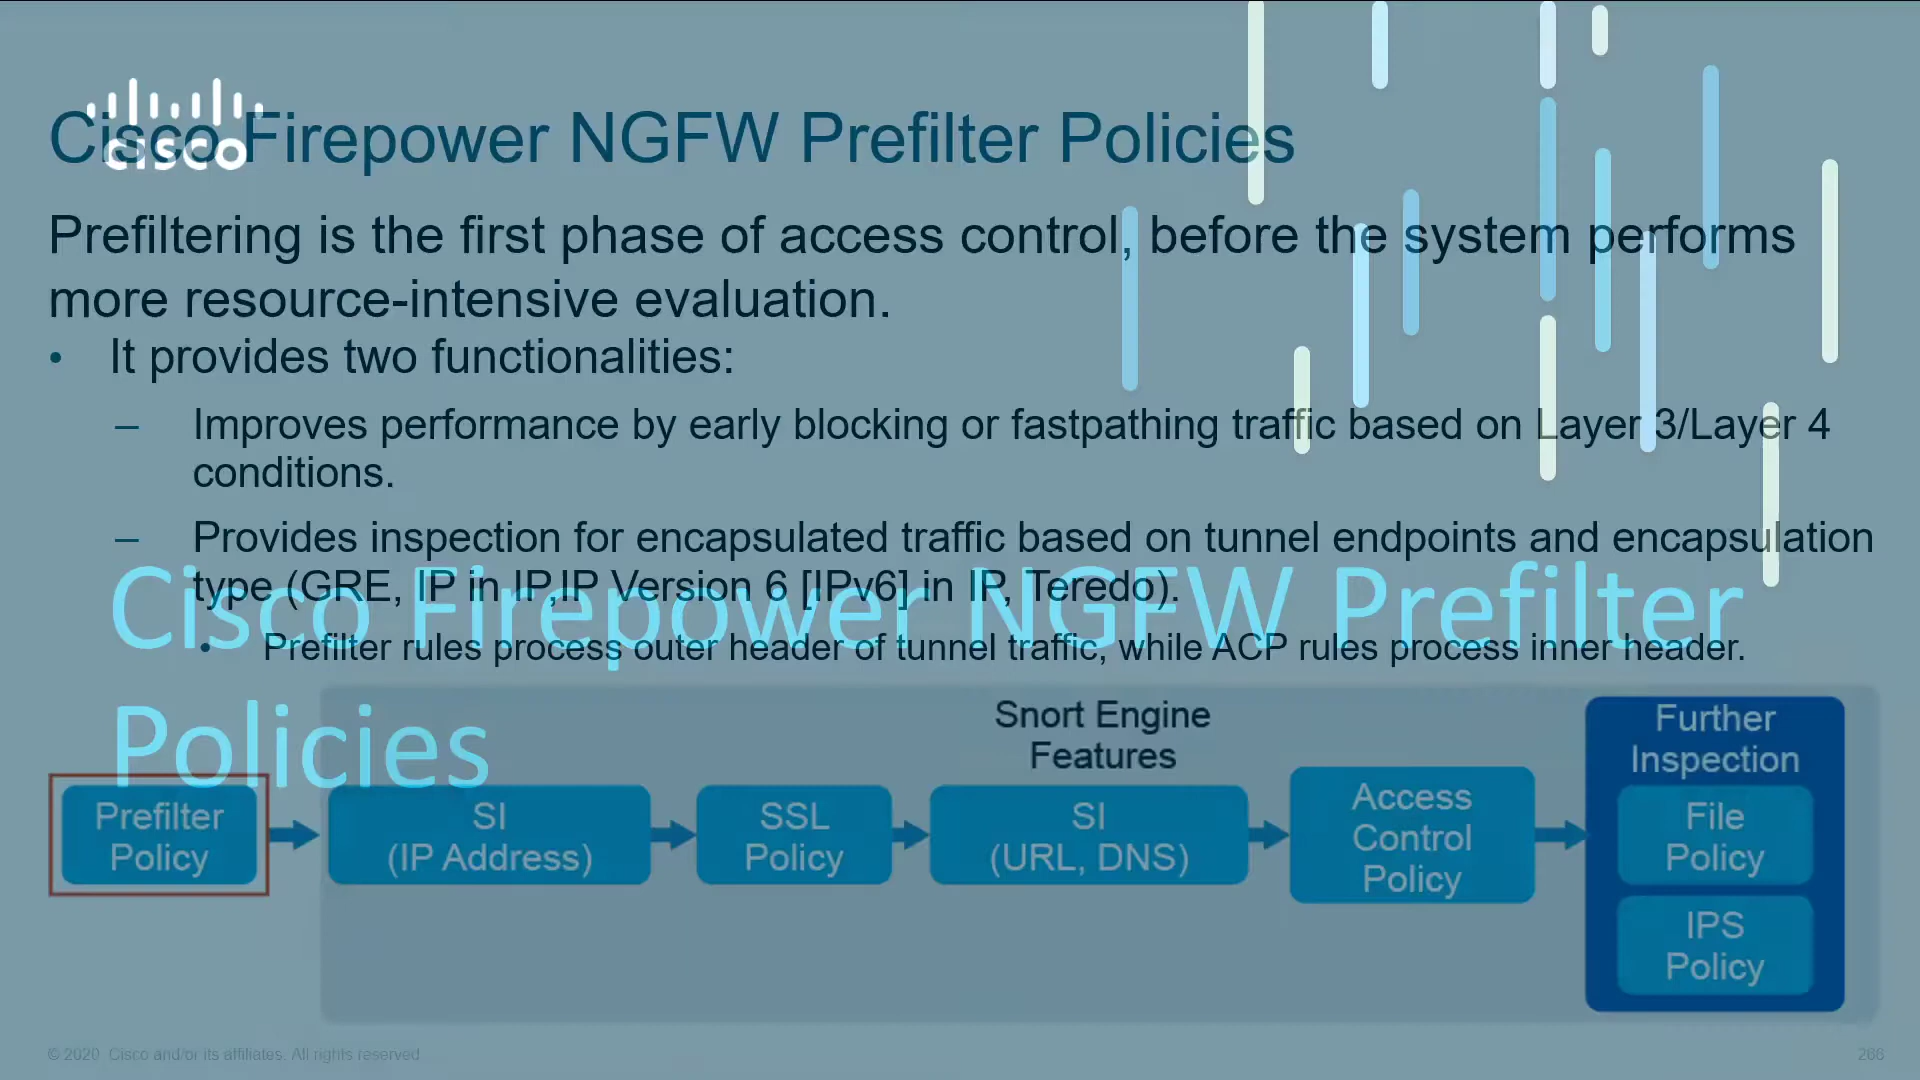 Cisco Firepower NGFW Prefilter Policies
cisco
Prefiltering is the first phase of access control, before the system performs
more resource-intensive evaluation.
• It provides two functionalities:
– Improves performance by early blocking or fastpathing traffic based on Layer 3/Layer 4
conditions.
– Provides inspection for encapsulated traffic based on tunnel endpoints and encapsulation
type (GRE, IP in IP,IP Version 6 [IPv6] in IP, Teredo).
• Prefilter rules process outer header of tunnel traffic, while ACP rules process inner header.
Cisco Firepower NGFW Prefilter
Policies
Snort Engine
Features
Prefilter
Policy
SI
(IP Address)
SSL
Policy
SI
(URL, DNS)
Access
Control
Policy
Further
Inspection
File
Policy
IPS
Policy
© 2020 Cisco and/or its affiliates. All rights reserved
266